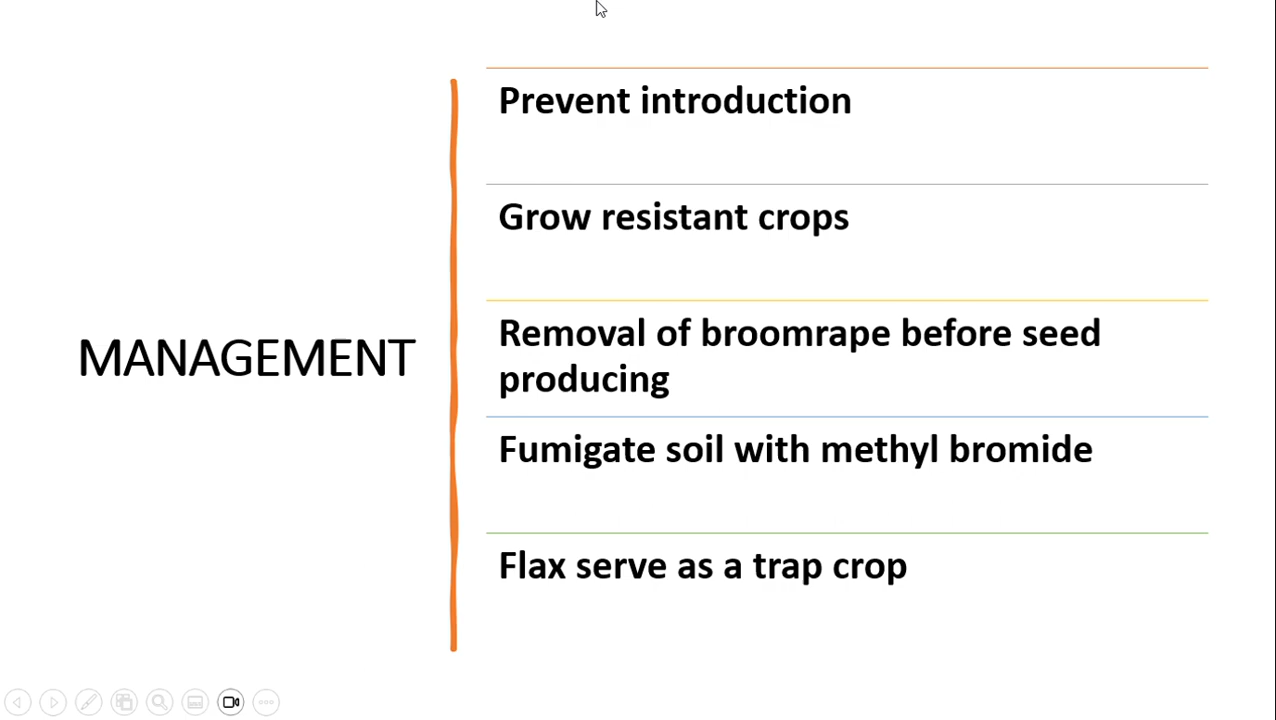 MANAGEMENT
Prevent introduction
Grow resistant crops
Removal of broomrape before seed
producing
Fumigate soil with methyl bromide
Flax serve as a trap crop